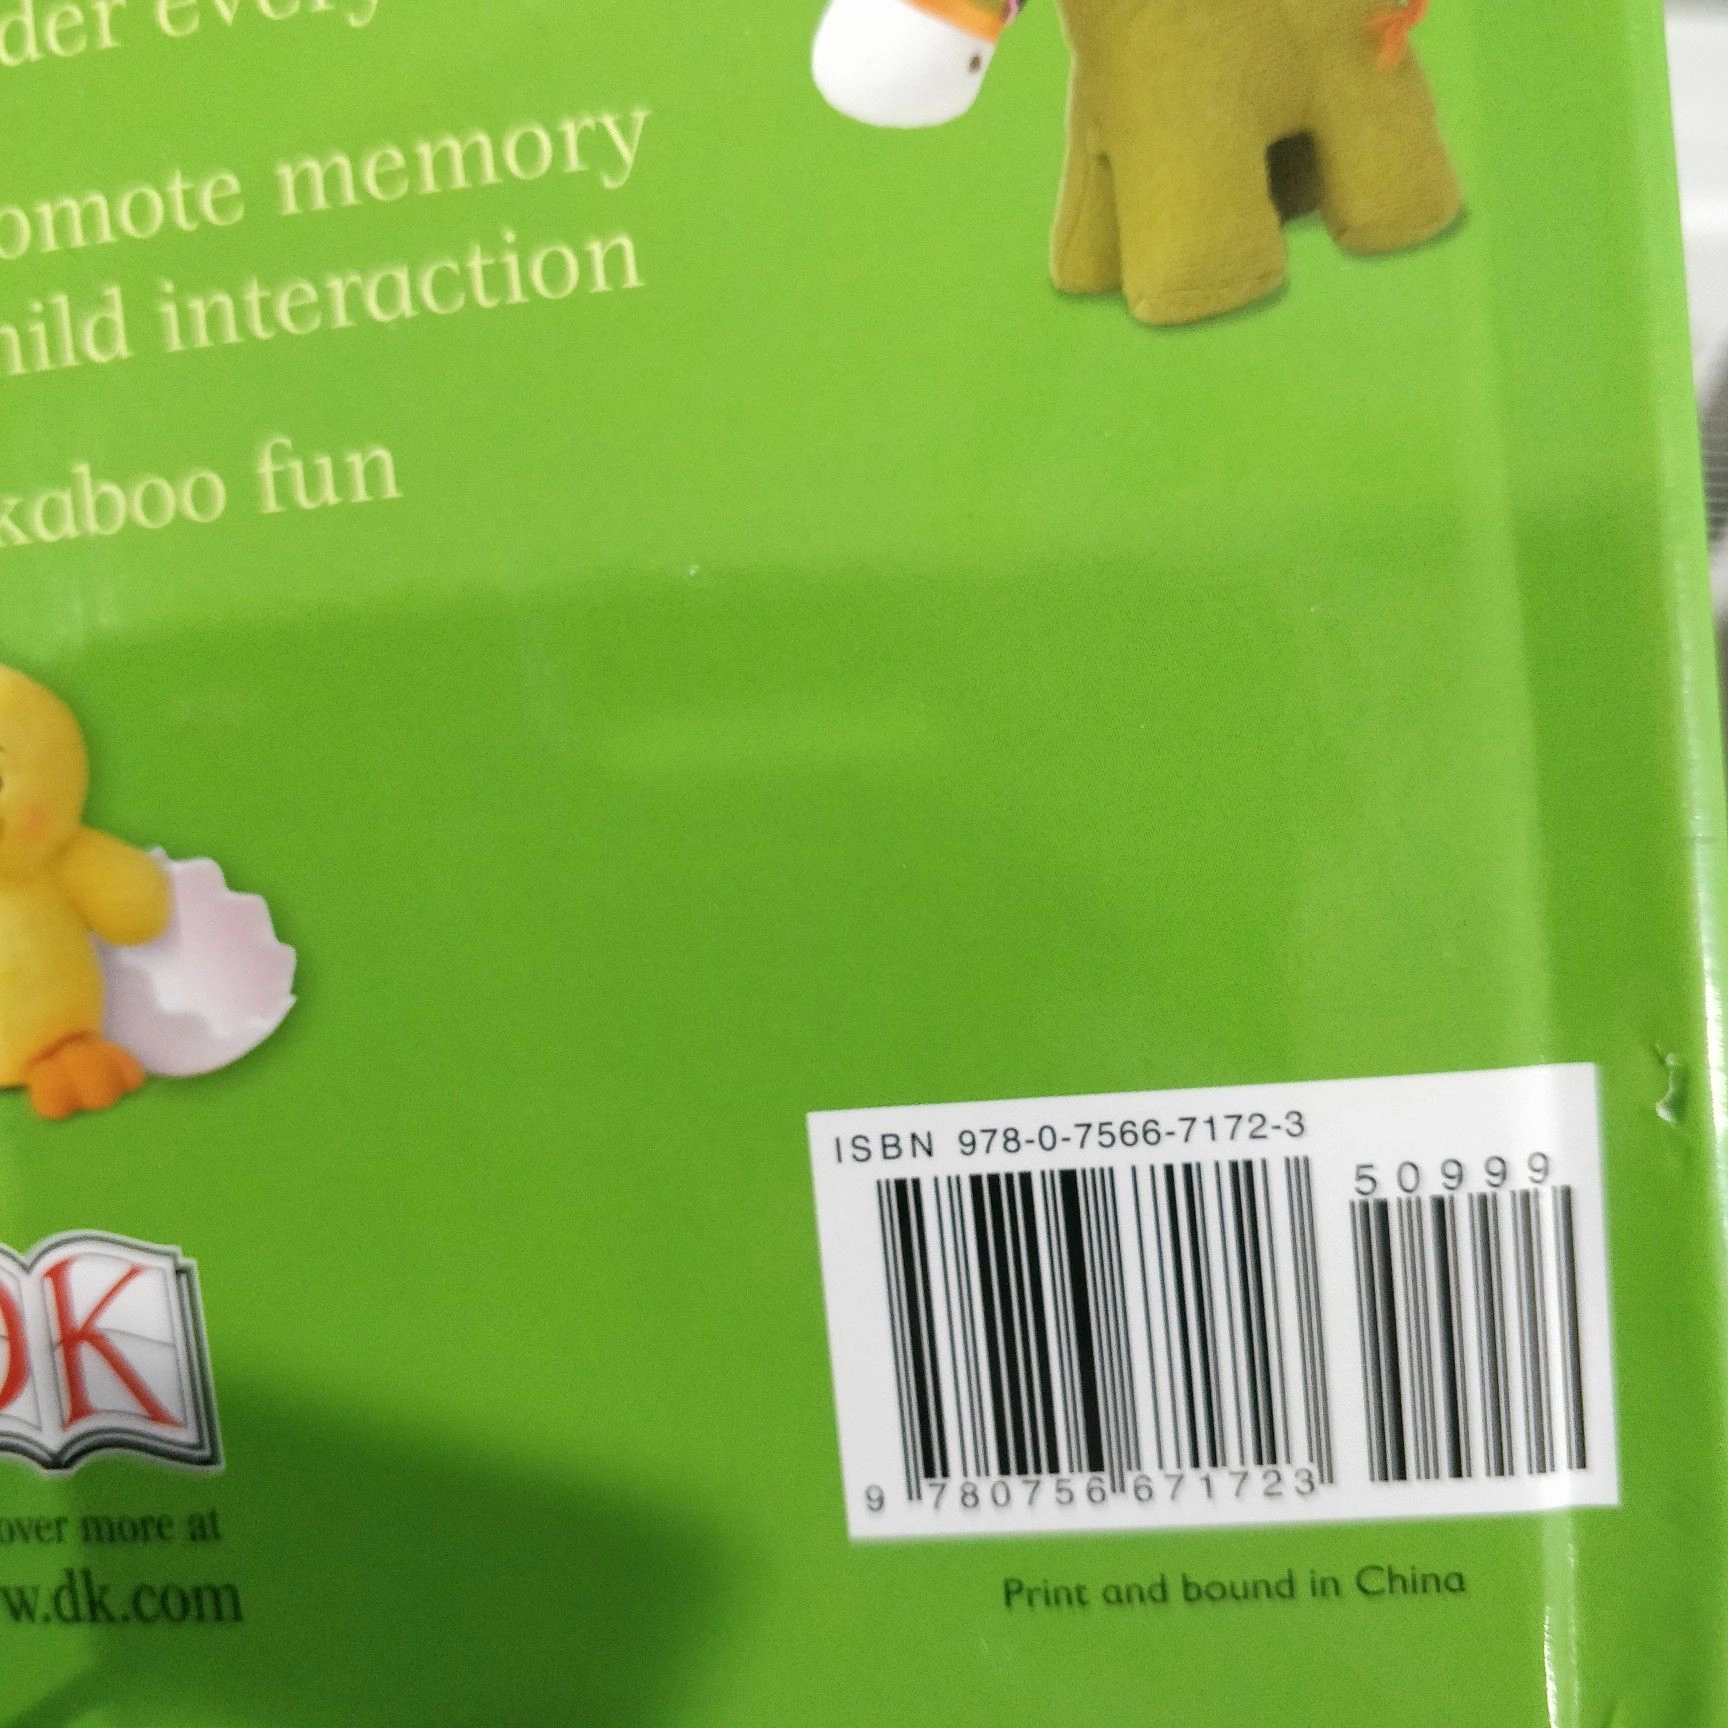 der every
omote memory
hild interaction
kaboo fun
ISBN 978-0-7566-7172-3
50999
9 780756 671723
DK
over more at
w.dk.com
Print and bound in China